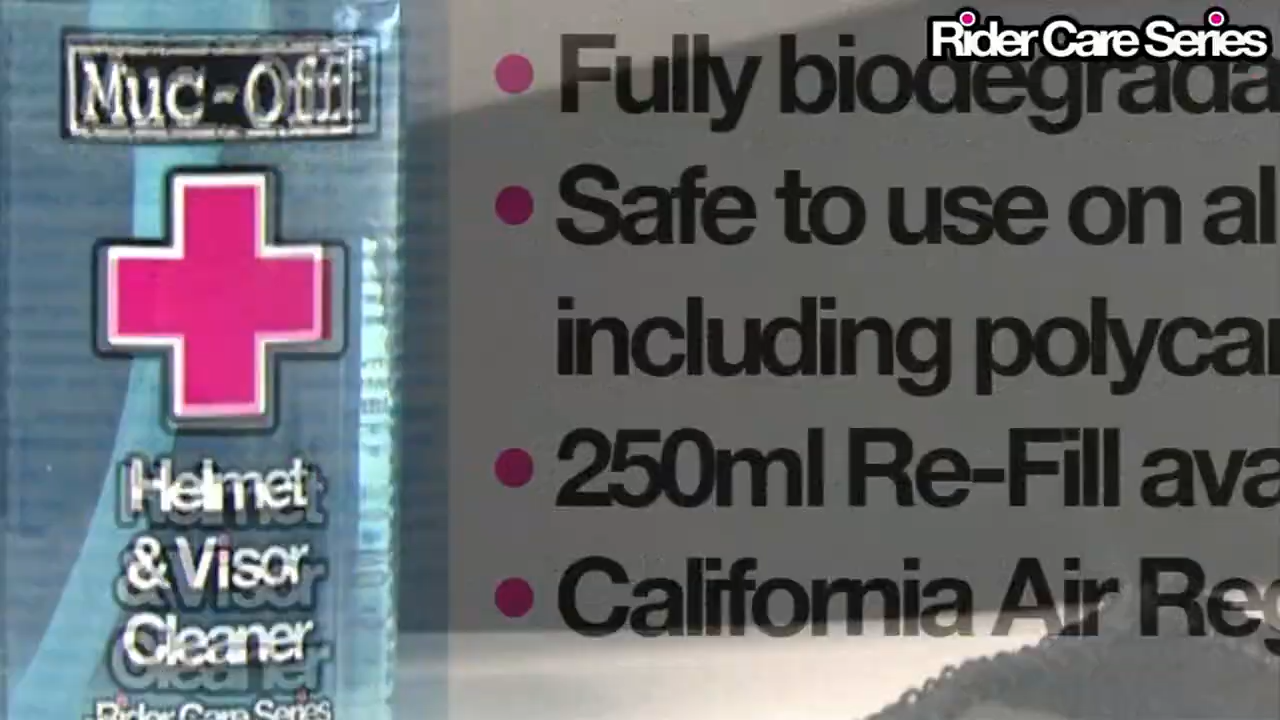 Rider Care Series
Muc-Off
Helmet
& Visor
Cleaner
Rider Care Series
Fully biodegrada
Safe to use on al
including polycar
250ml Re-Fill ava
California Air Reg